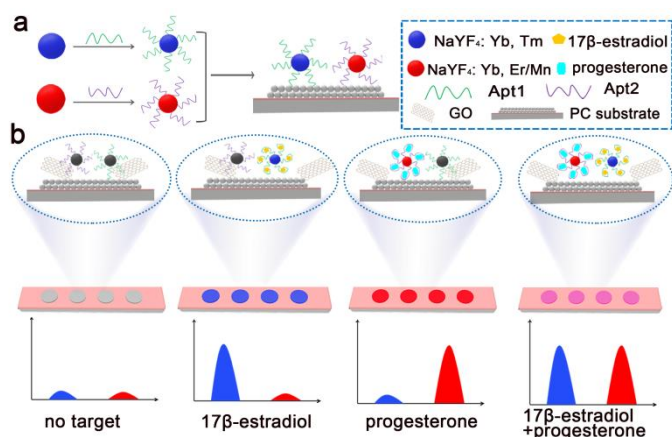 a
NaYF₄: Yb, Tm
17β-estradiol
NaYF₄: Yb, Er/Mn
progesterone
Apt1
Apt2
GO
PC substrate
b
no target
17β-estradiol
progesterone
17β-estradiol
+progesterone